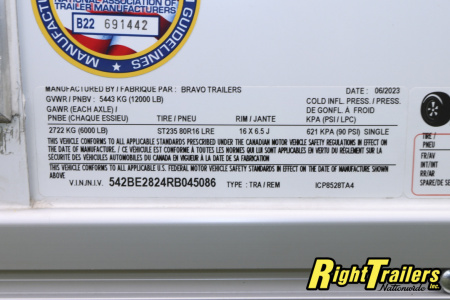 NATIONAL ASSOCIATION OF
TRAILER MANUFACTURERS
B22 691442
GUIDELINES
MANUFACTURED BY / FABRIQUE PAR : BRAVO TRAILERS DATE : 06/2023
GVWR / PNBV : 5443 KG (12000 LB) COLD INFL. PRESS. / PRESS.
GAWR (EACH AXLE) / DE GONFL. À FROID
PNBE (CHAQUE ESSIEU) TIRE / PNEU RIM / JANTE KPA (PSI / LPC)
2722 KG (6000 LB) ST235 80R16 LRE 16 X 6.5 J 621 KPA (90 PSI) SINGLE
THIS VEHICLE CONFORMS TO ALL APPLICABLE STANDARDS PRESCRIBED UNDER THE CANADIAN MOTOR VEHICLE SAFETY REGULATIONS IN EFFECT ON
THE DATE OF MANUFACTURE / CE VÉHICULE EST CONFORME À TOUTES LES NORMES QUI LUI SONT APPLICABLES EN VERTU DU RÈGLEMENT SUR LA
SÉCURITÉ DES VÉHICULES AUTOMOBILES DU CANADA EN VIGUEUR À LA DATE DE SA FABRICATION
THIS VEHICLE CONFORMS TO ALL APPLICABLE U.S. FEDERAL MOTOR VEHICLE SAFETY STANDARDS IN EFFECT ON THE DATE OF MANUFACTURE SHOWN
ABOVE
V.I.N./N.I.V. 542BE2824RB045086 TYPE : TRA / REM ICP8528TA4
TIRE /
PNEU
FR/AV
INT/INT
RR/AR
SPARE/DE SE
RightTrailers Inc.
Nationwide